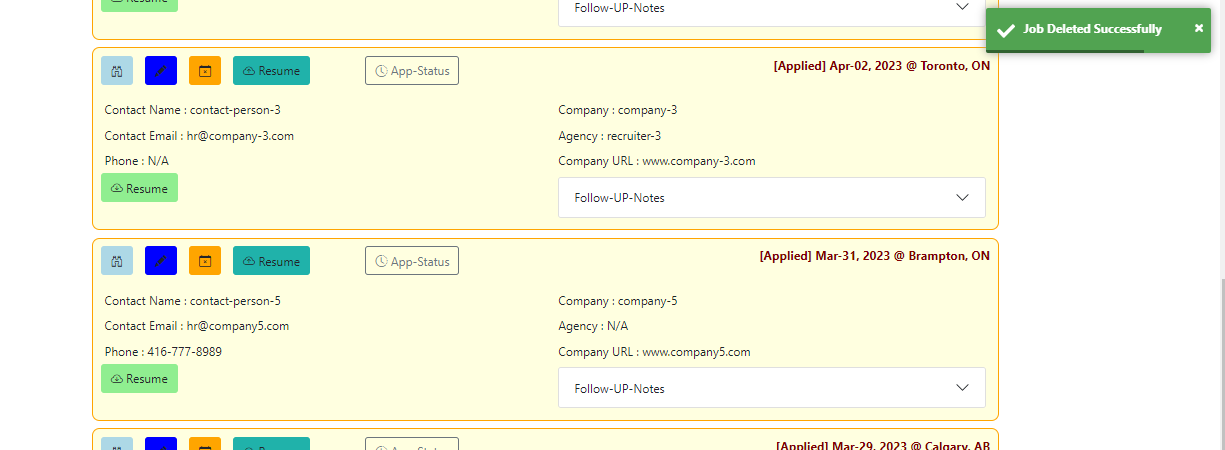 Resume
Follow-UP-Notes
Job Deleted Successfully ×
Resume App-Status [Applied] Apr-02, 2023 @ Toronto, ON
Contact Name : contact-person-3 Company : company-3
Contact Email : hr@company-3.com Agency : recruiter-3
Phone : N/A Company URL : www.company-3.com
Resume Follow-UP-Notes
Resume App-Status [Applied] Mar-31, 2023 @ Brampton, ON
Contact Name : contact-person-5 Company : company-5
Contact Email : hr@company5.com Agency : N/A
Phone : 416-777-8989 Company URL : www.company5.com
Resume Follow-UP-Notes
Resume App-Status [Applied] Mar-29, 2023 @ Calgary, AB